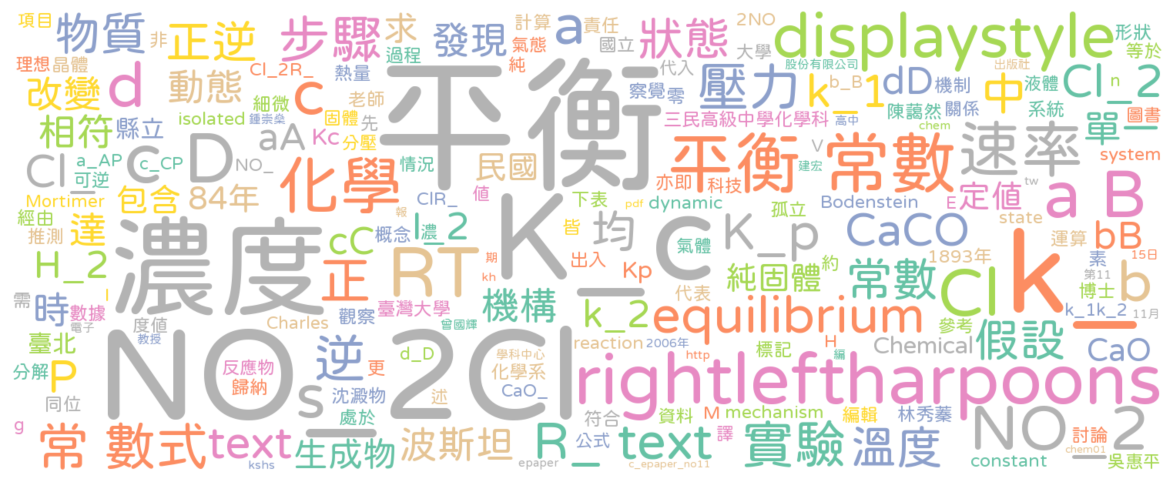 項目 物質 非 正逆 步驟 求 過程 計算 氣態 純 發現 a 責任 國立 狀態 2NO 大學 displaystyle 形狀 等於
理想 晶體 Cl_2R_ 熱量 代入 股份有限公司 出版社
改變 d 動態 細微 c 老師 平衡 察覺 零 壓力 k_1 b_B dD 機制 中 液體 n Cl_2
相符 縣立 isolated 鍾崇燊 固體 先 分壓 Kc 三民高級中學化學科 高中 陳藹然 關係 chem 系統 單一 圖書
Cl_ a_AP 可逆 c_CP c D NO_ aA 情況 民國 平衡 常數 V 建宏 速率 system
Mortimer 包含 84年 化學 值 ClR_ 亦即 科技 下表 dynamic 孤立 Bodenstein E 定值 tw state a B
經由 推測 達 濃度 cC 概念 報 l_2 濃 pdf K_c 皆 均 氣體 K_p CaCO 1893年 運算 bB 15日
H_2 正 RT 期 kh 出入 Kp 純固體 約 常數 Cl k 素 第11 博士 b
需 時 數據 電子 l 度值 教授 Charles 臺灣大學 觀察 曾國輝 機構 k_2 代表 equilibrium 參考 k_1k_2 11月
臺北 NO 反應物 逆 更 d_D 學科中心 化學系 reaction 2006年 http 標記 H 編 Chemical 假設 CaO
分解 P 同位 歸納 s_2Cl 沈澱物 CaO_ 述 rightleftharpoons
g 處於 符合 資料 M mechanism 編輯 林秀蓁 NO_2
常 數式 text 生成物 波斯坦 R_ 公式 text 譯 實驗 溫度 討論 chem01
kshs epaper c_epaper_no11 constant 吳惠平